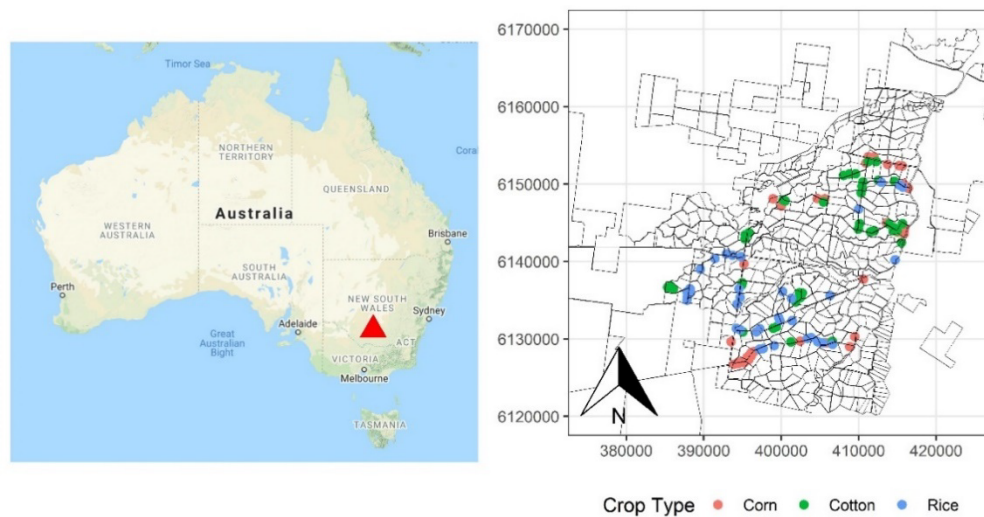 Timor Sea
NORTHERN
TERRITORY
Coral
QUEENSLAND
Australia
WESTERN
AUSTRALIA
Brisbane
SOUTH
AUSTRALIA
Perth
NEW SOUTH
WALES
Sydney
Adelaide
Great
Australian
Bight
ACT
VICTORIA
Melbourne
TASMANIA
6170000
6160000
6150000
6140000
6130000
6120000
N
380000 390000 400000 410000 420000
Crop Type Corn Cotton Rice